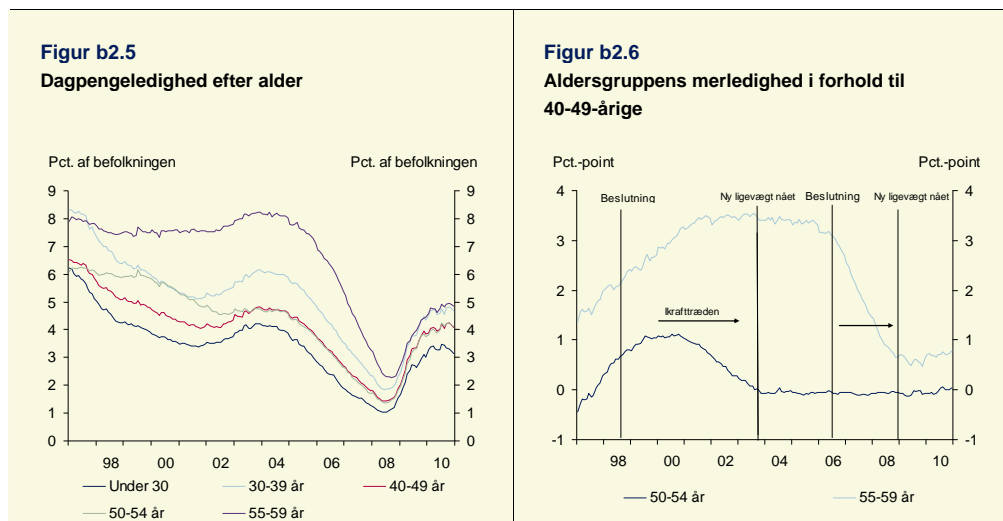 Figur b2.5
Dagpengeledighed efter alder
Pct. af befolkningen
Pct. af befolkningen
9
8
7
6
5
4
3
2
1
0
9
8
7
6
5
4
3
2
1
0
98 00 02 04 06 08 10
Under 30
30-39 år
40-49 år
50-54 år
55-59 år
Figur b2.6
Aldersgruppens merledighed i forhold til
40-49-årige
Pct.-point
Pct.-point
4
3
2
1
0
-1
4
3
2
1
0
-1
Beslutning
Ny ligevægt nået
Beslutning
Ny ligevægt nået
Ikrafttræden
98 00 02 04 06 08 10
50-54 år
55-59 år